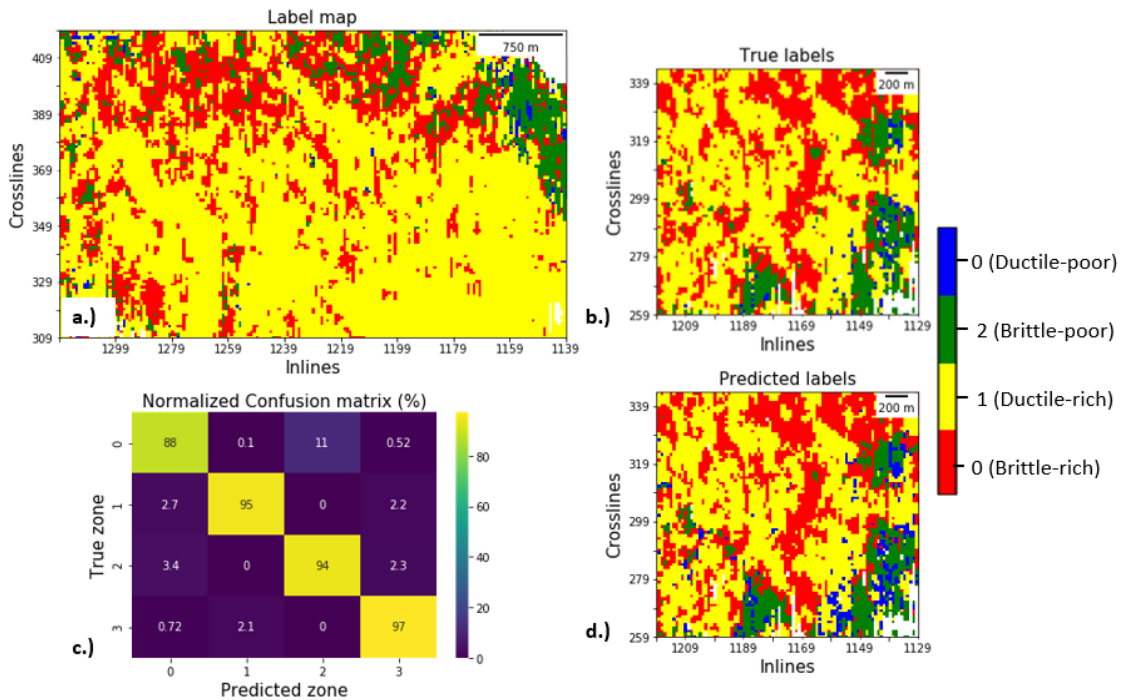 Label map
750 m
409
389
369
349
329
309
Crosslines
a.)
1299 1279 1259 1239 1219 1199 1179 1159 1139
Inlines
True labels
200 m
339
319
299
279
259
Crosslines
b.)
1209 1189 1169 1149 1129
Inlines
0 (Ductile-poor)
2 (Brittle-poor)
1 (Ductile-rich)
0 (Brittle-rich)
Normalized Confusion matrix (%)
88 0.1 11 0.52
2.7 95 0 2.2
3.4 0 94 2.3
0.72 2.1 0 97
0
1
2
3
True zone
c.)
0 1 2 3
Predicted zone
80
60
40
20
0
Predicted labels
200 m
339
319
299
279
259
Crosslines
d.)
1209 1189 1169 1149 1129
Inlines